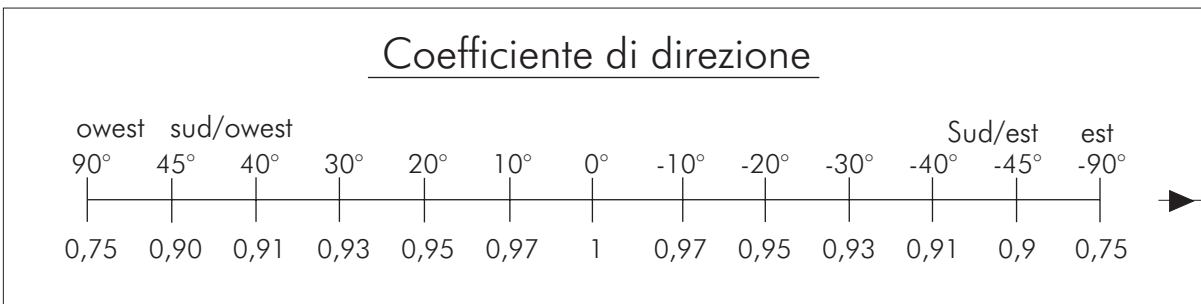 Coefficiente di direzione
owest sud/owest Sud/est est
90° 45° 40° 30° 20° 10° 0° -10° -20° -30° -40° -45° -90°
0,75 0,90 0,91 0,93 0,95 0,97 1 0,97 0,95 0,93 0,91 0,9 0,75